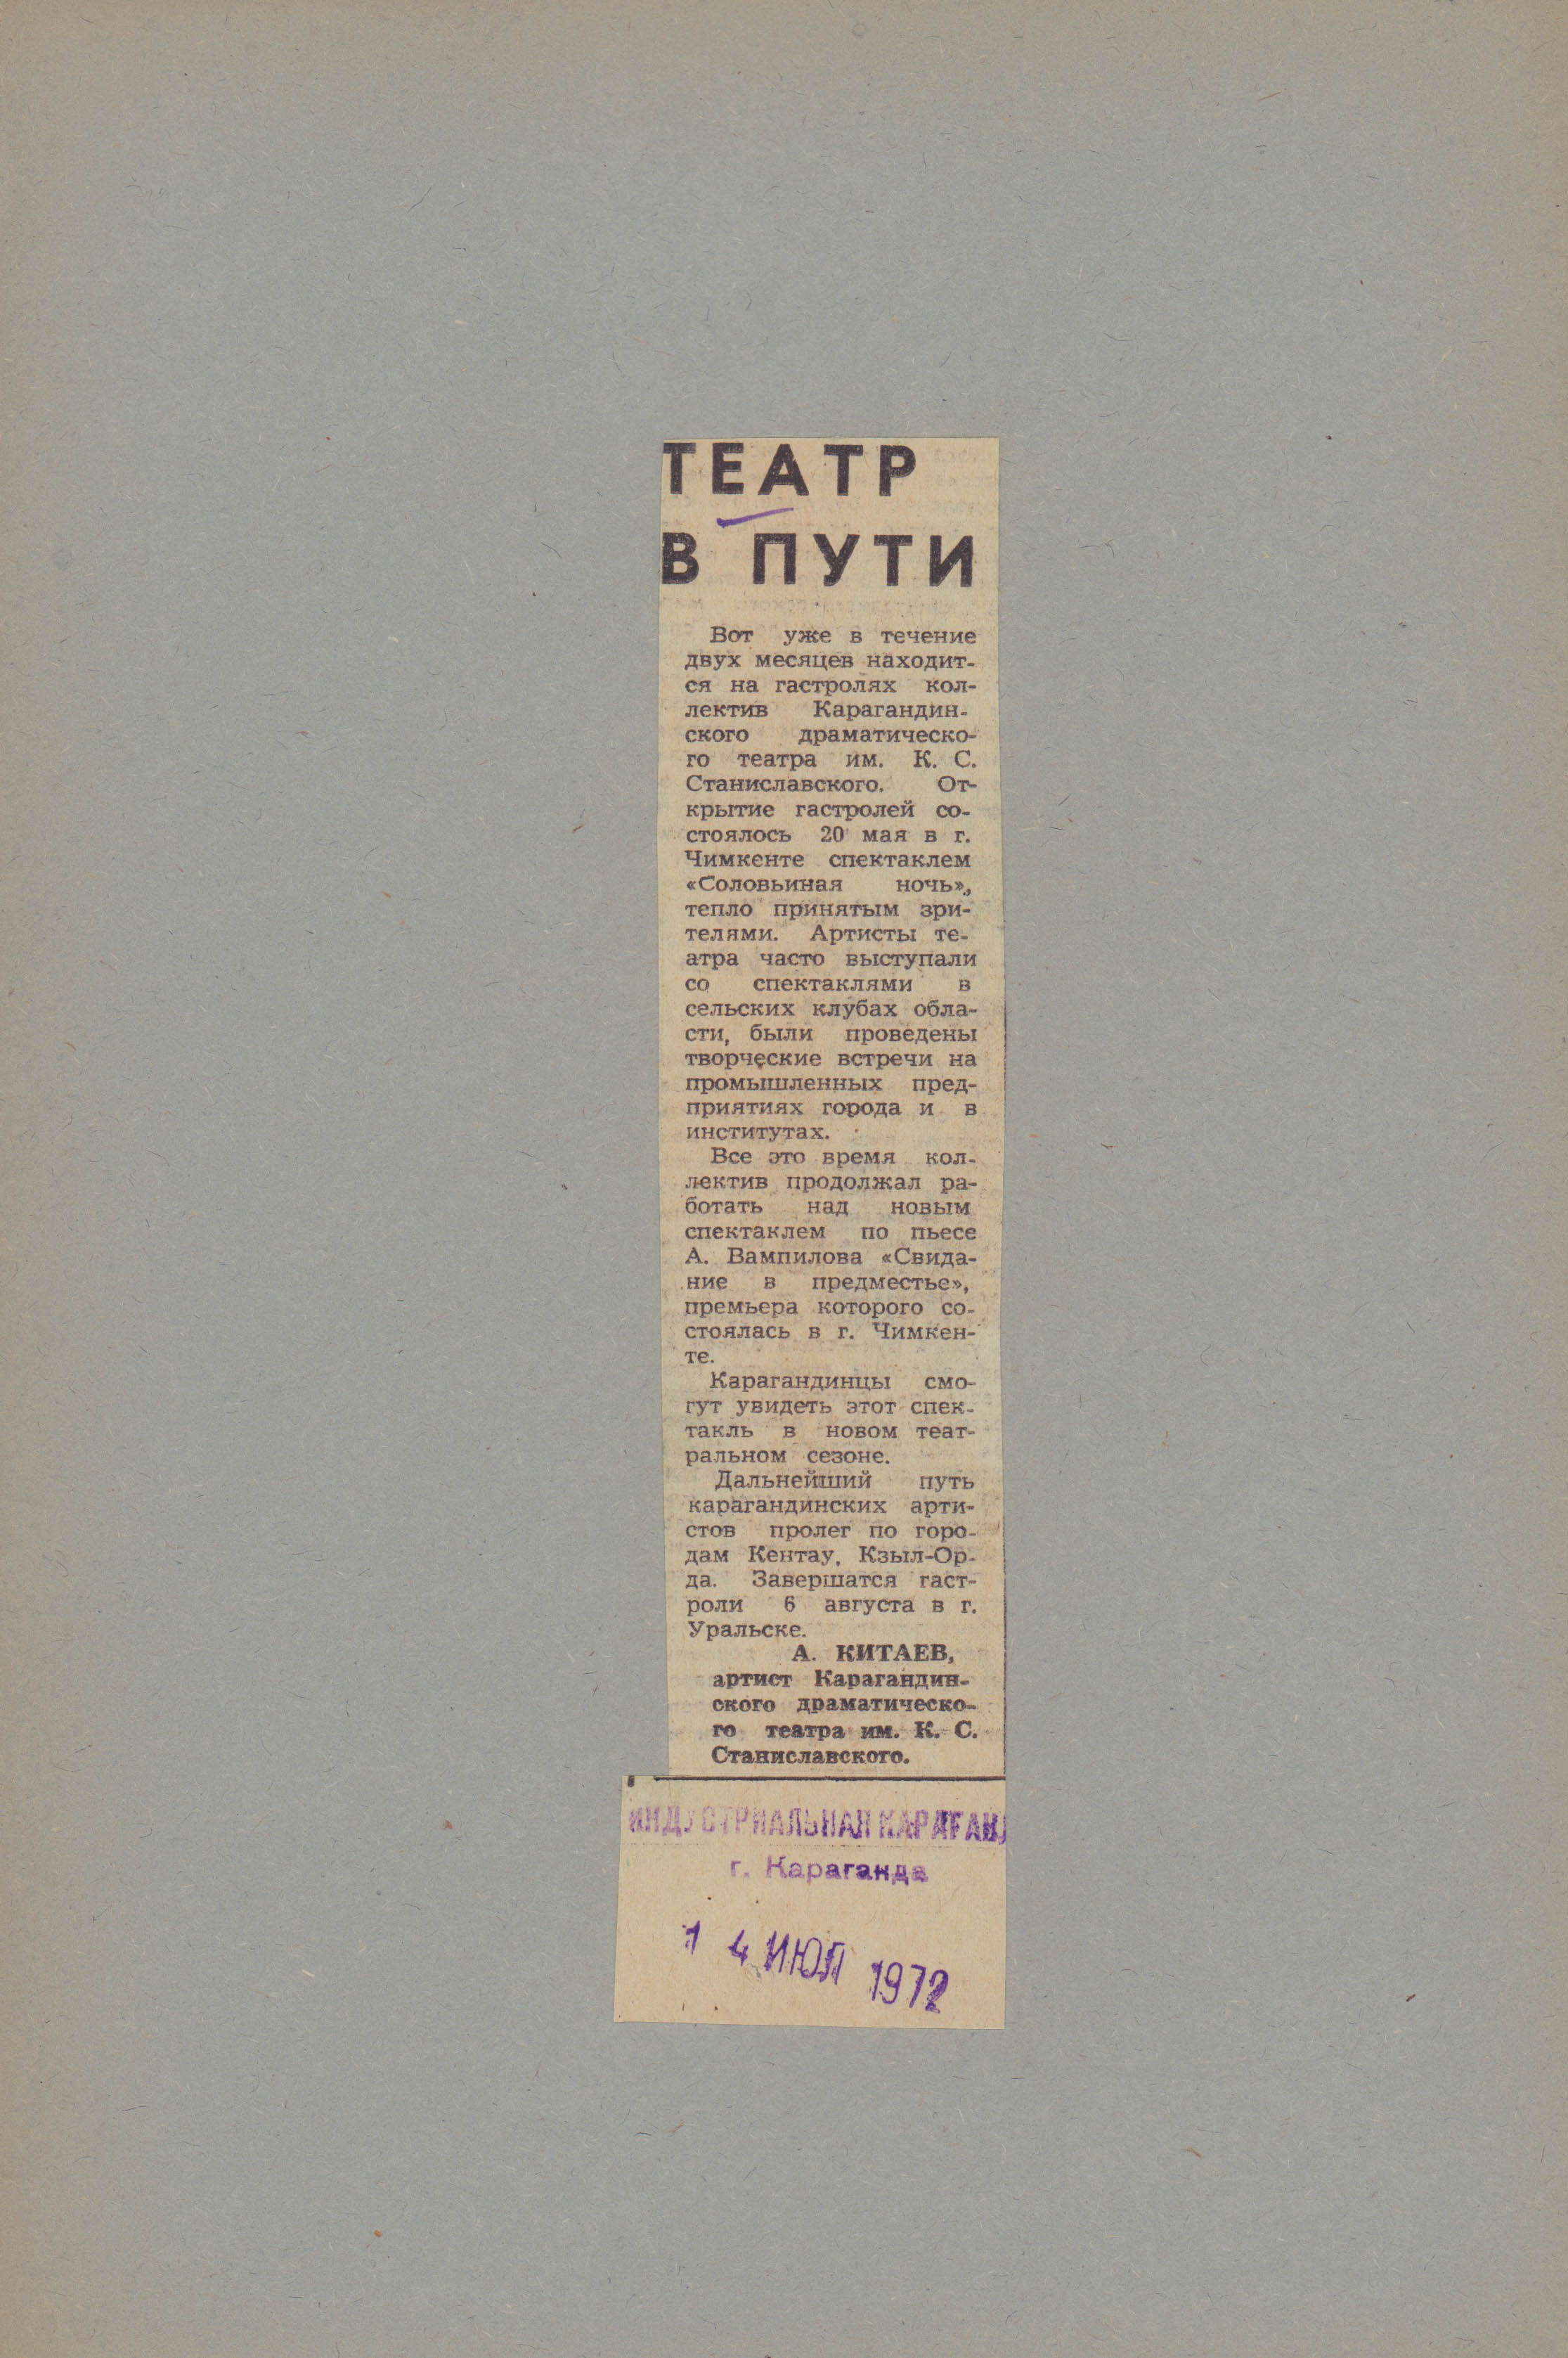 ТЕАТР
В ПУТИ
Вот уже в течение
двух месяцев находит-
ся на гастролях кол-
лектив Карагандин-
ского драматическо-
го театра им. К. С.
Станиславского. От-
крытие гастролей со-
стоялось 20 мая в г.
Чимкенте спектаклем
«Соловьиная ночь»,
тепло принятым зри-
телями. Артисты те-
атра часто выступали
со спектаклями в
сельских клубах обла-
сти, были проведены
творческие встречи на
промышленных пред-
приятиях города и в
институтах.
Все это время кол-
лектив продолжал ра-
ботать над новым
спектаклем по пьесе
А. Вампилова «Свида-
ние в предместье»,
премьера которого со-
стоялась в г. Чимкен-
те.
Карагандинцы смо-
гут увидеть этот спек-
такль в новом теат-
ральном сезоне.
Дальнейший путь
карагандинских арти-
стов пролег по горо-
дам Кентау, Кзыл-Ор-
да. Завершатся гаст-
роли 6 августа в г.
Уральске.
А. КИТАЕВ,
артист Карагандин-
ского драматическо-
го театра им. К. С.
Станиславского.
ИНДУСТРИАЛЬНАЯ КАРАГАНД
г. Караганда
14 ИЮЛ 1972